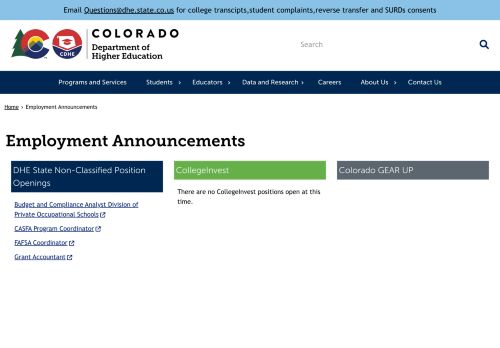 Email Questions@dhe.state.co.us for college transcipts,student complaints,reverse transfer and SURDs consents
COLORADO
Department of
Higher Education
CDHE
Search
Programs and Services
Students
Educators
Data and Research
Careers
About Us
Contact Us
Home › Employment Announcements
Employment Announcements
DHE State Non-Classified Position
Openings
Budget and Compliance Analyst Division of
Private Occupational Schools
CASFA Program Coordinator
FAFSA Coordinator
Grant Accountant
CollegeInvest
There are no CollegeInvest positions open at this
time.
Colorado GEAR UP